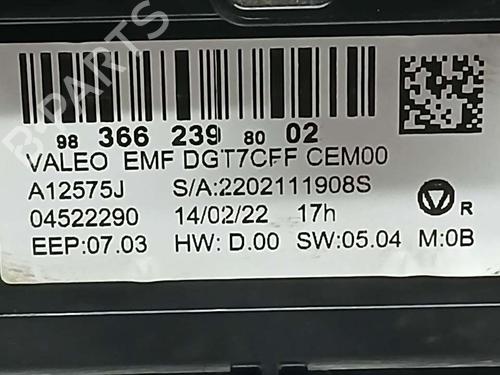 98 366 239 80 02
VALEO EMF DGT7CFF CEM00
A12575J S/A:2202111908S
04522290 14/02/22 17h
R
EEP:07.03 HW: D.00 SW:05.04 M:0B
B-PARTS